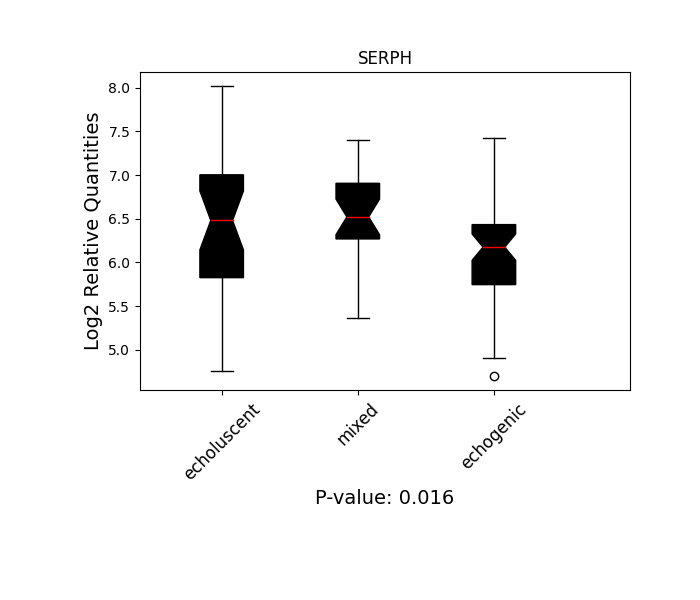 SERPH
Log2 Relative Quantities
8.0
7.5
7.0
6.5
6.0
5.5
5.0
echoluscent
mixed
echogenic
P-value: 0.016